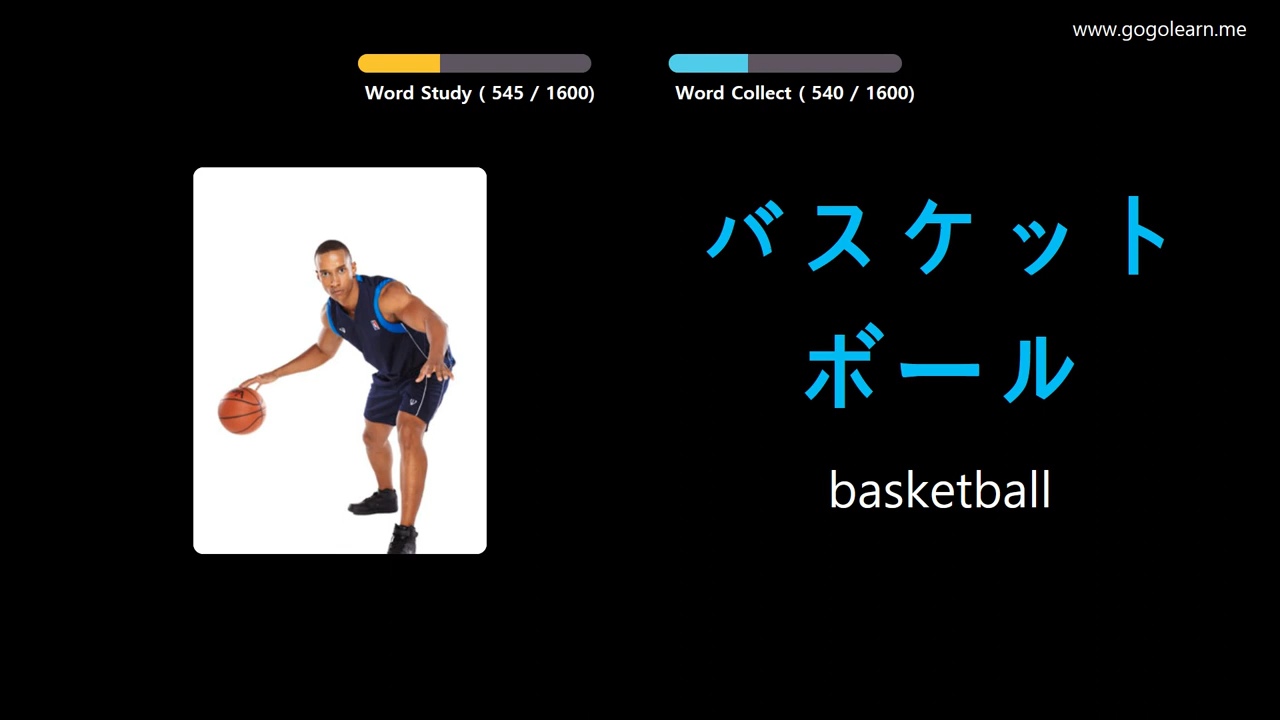 www.gogolearn.me
Word Study ( 545 / 1600)
Word Collect ( 540 / 1600)
バスケット
ボール
basketball